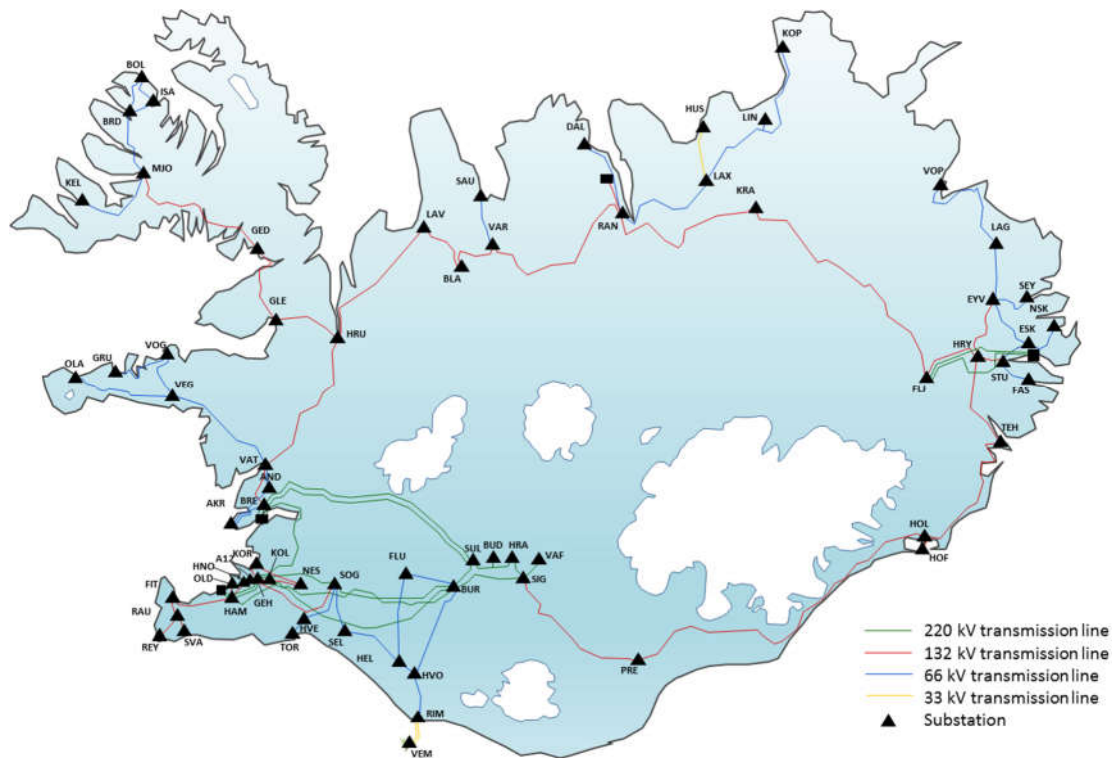 KOP
BOL
ISA
BRD
HUS
LIN
DAL
MJO
KEL
SAU
LAX
VOP
KRA
LAV
RAN
GED
VAR
LAG
BLA
SEY
EYV
NSK
GLE
HRU
ESK
VOG
GRU
OLA
HRY
STU
VEG
FLJ
FAS
TEH
VAT
AND
BRE
AKR
HOL
HOF
KOR
KOL
A12
HNO
OLD
NES
SOG
FLU
SUL
BUD
HRA
VAF
SIG
BUR
FIT
HAM
GEH
RAU
REY
SVA
HVE
TOR
SEL
HEL
HVO
PRE
RIM
VEM
220 kV transmission line
132 kV transmission line
66 kV transmission line
33 kV transmission line
Substation